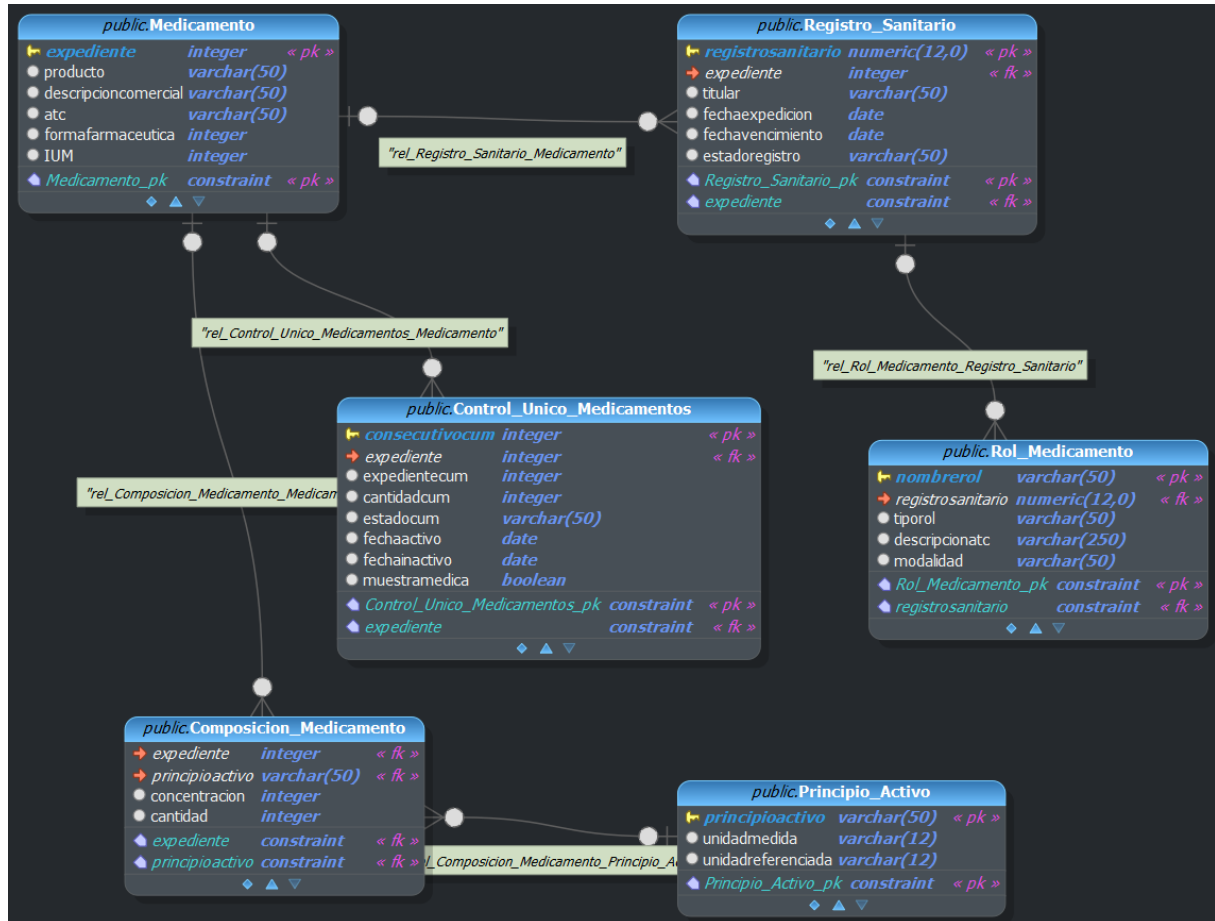 public.Medicamento
expediente integer « pk »
producto varchar(50)
descripcioncomercial varchar(50)
atc varchar(50)
formafarmaceutica integer
IUM integer
Medicamento_pk constraint « pk »
public.Registro_Sanitario
registrosanitario numeric(12,0) « pk »
expediente integer « fk »
titular varchar(50)
fechaexpedicion date
fechavencimiento date
estadoregistro varchar(50)
Registro_Sanitario_pk constraint « pk »
expediente constraint « fk »
"rel_Registro_Sanitario_Medicamento"
"rel_Control_Unico_Medicamentos_Medicamento"
"rel_Rol_Medicamento_Registro_Sanitario"
public.Control_Unico_Medicamentos
consecutivocum integer « pk »
expediente integer « fk »
expedientecum integer
cantidadcum integer
estadocum varchar(50)
fechaactivo date
fechainactivo date
muestramedica boolean
Control_Unico_Medicamentos_pk constraint « pk »
expediente constraint « fk »
public.Rol_Medicamento
nombrerol varchar(50) « pk »
registrosanitario numeric(12,0) « fk »
tiporol varchar(50)
descripcionatc varchar(250)
modalidad varchar(50)
Rol_Medicamento_pk constraint « pk »
registrosanitario constraint « fk »
"rel_Composicion_Medicamento_Medicam
public.Composicion_Medicamento
expediente integer « fk »
principioactivo varchar(50) « fk »
concentracion integer
cantidad integer
expediente constraint « fk »
principioactivo constraint « fk »
el_Composicion_Medicamento_Principio_A
public.Principio_Activo
principioactivo varchar(50) « pk »
unidadmedida varchar(12)
unidadreferenciada varchar(12)
Principio_Activo_pk constraint « pk »